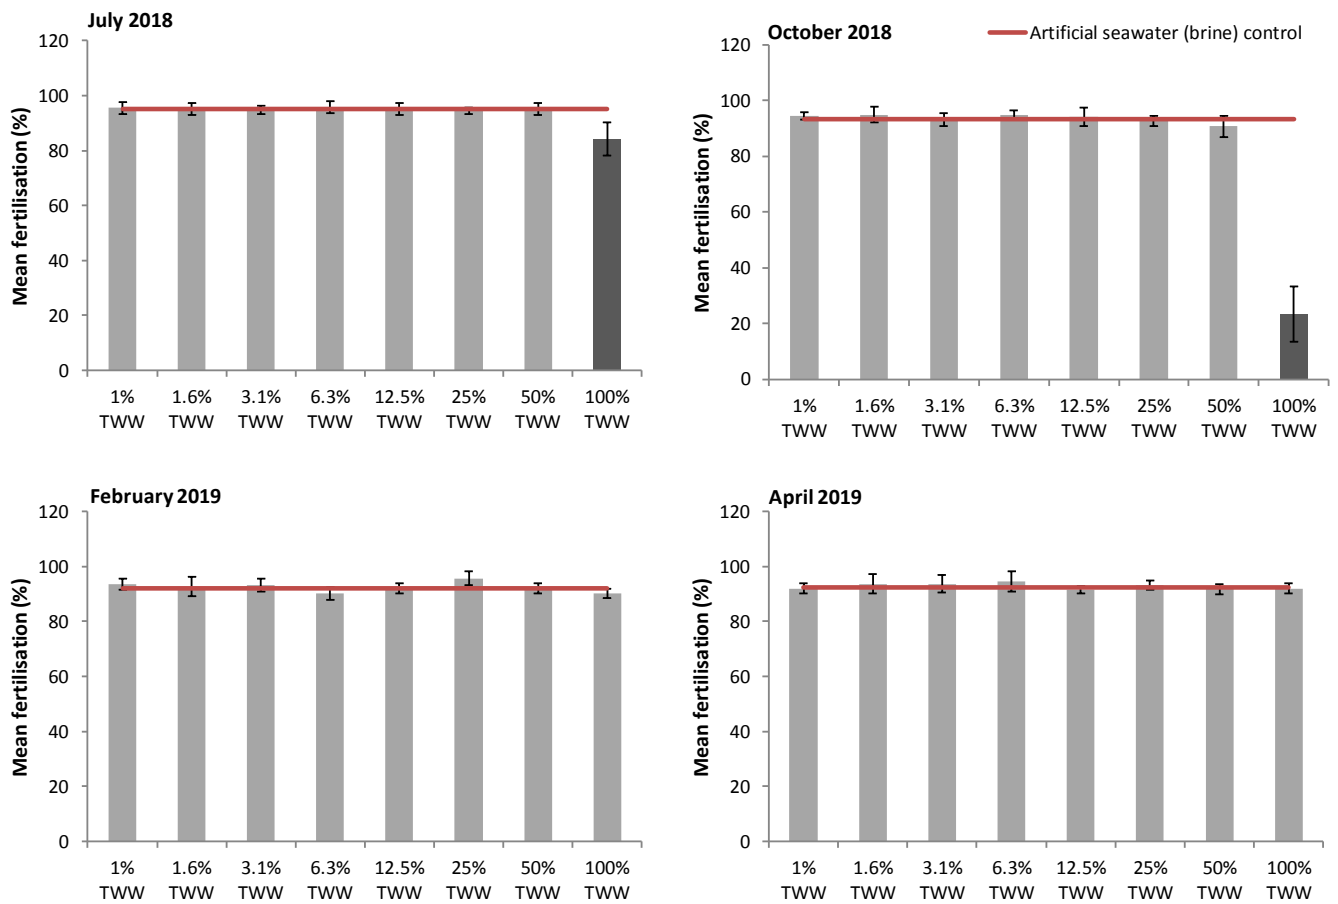 July 2018
Mean fertilisation (%)
120
100
80
60
40
20
0
1% 1.6% 3.1% 6.3% 12.5% 25% 50% 100%
TWW TWW TWW TWW TWW TWW TWW TWW
October 2018
Artificial seawater (brine) control
Mean fertilisation (%)
120
100
80
60
40
20
0
1% 1.6% 3.1% 6.3% 12.5% 25% 50% 100%
TWW TWW TWW TWW TWW TWW TWW TWW
February 2019
Mean fertilisation (%)
120
100
80
60
40
20
0
1% 1.6% 3.1% 6.3% 12.5% 25% 50% 100%
TWW TWW TWW TWW TWW TWW TWW TWW
April 2019
Mean fertilisation (%)
120
100
80
60
40
20
0
1% 1.6% 3.1% 6.3% 12.5% 25% 50% 100%
TWW TWW TWW TWW TWW TWW TWW TWW